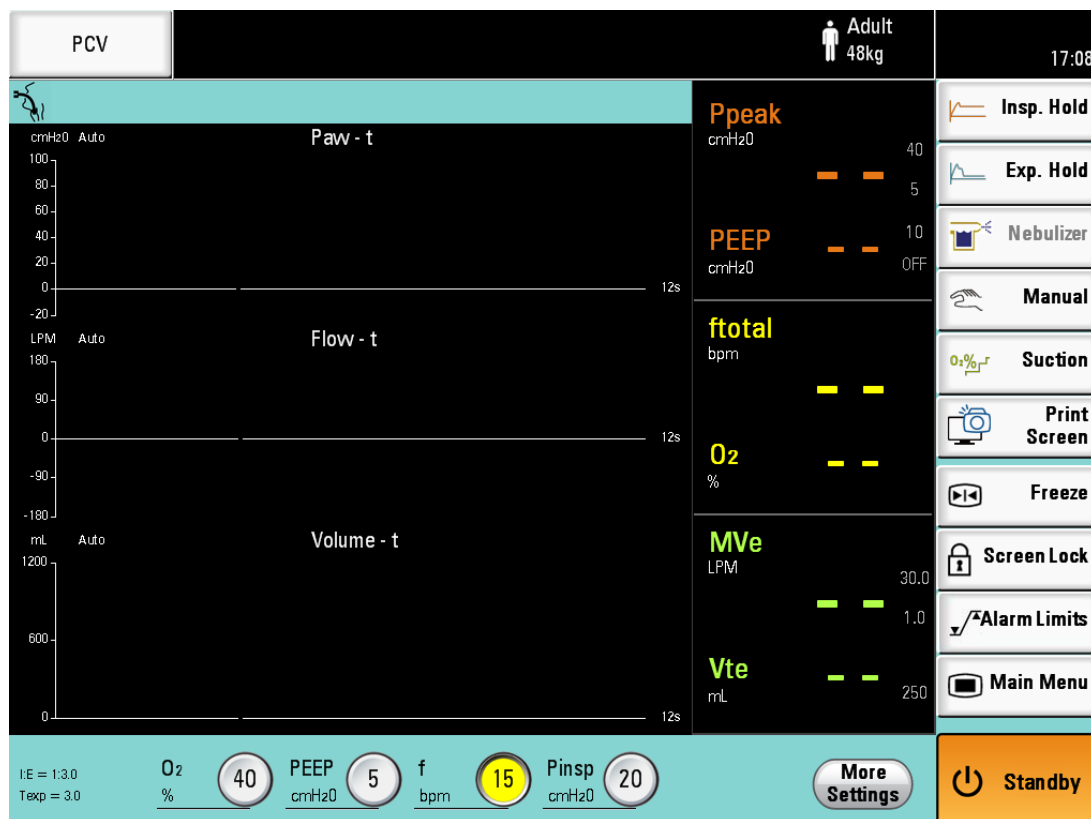 PCV
Adult
48kg
17:08
cmH2O Auto
Paw - t
100
80
60
40
20
0
-20
12s
LPM Auto
Flow - t
180
90
0
-90
-180
12s
mL Auto
Volume - t
1200
600
0
12s
Ppeak
cmH2O
40
-- 
5
PEEP
cmH2O
10
--
OFF
ftotal
bpm
--
O2
%
--
MVe
LPM
30.0
--
1.0
Vte
mL
--
250
Insp. Hold
Exp. Hold
Nebulizer
Manual
O2% Suction
Print
Screen
Freeze
Screen Lock
Alarm Limits
Main Menu
I:E = 1:3.0
Texp = 3.0
O2
%
40
PEEP
cmH2O
5
f
bpm
15
Pinsp
cmH2O
20
More
Settings
Standby